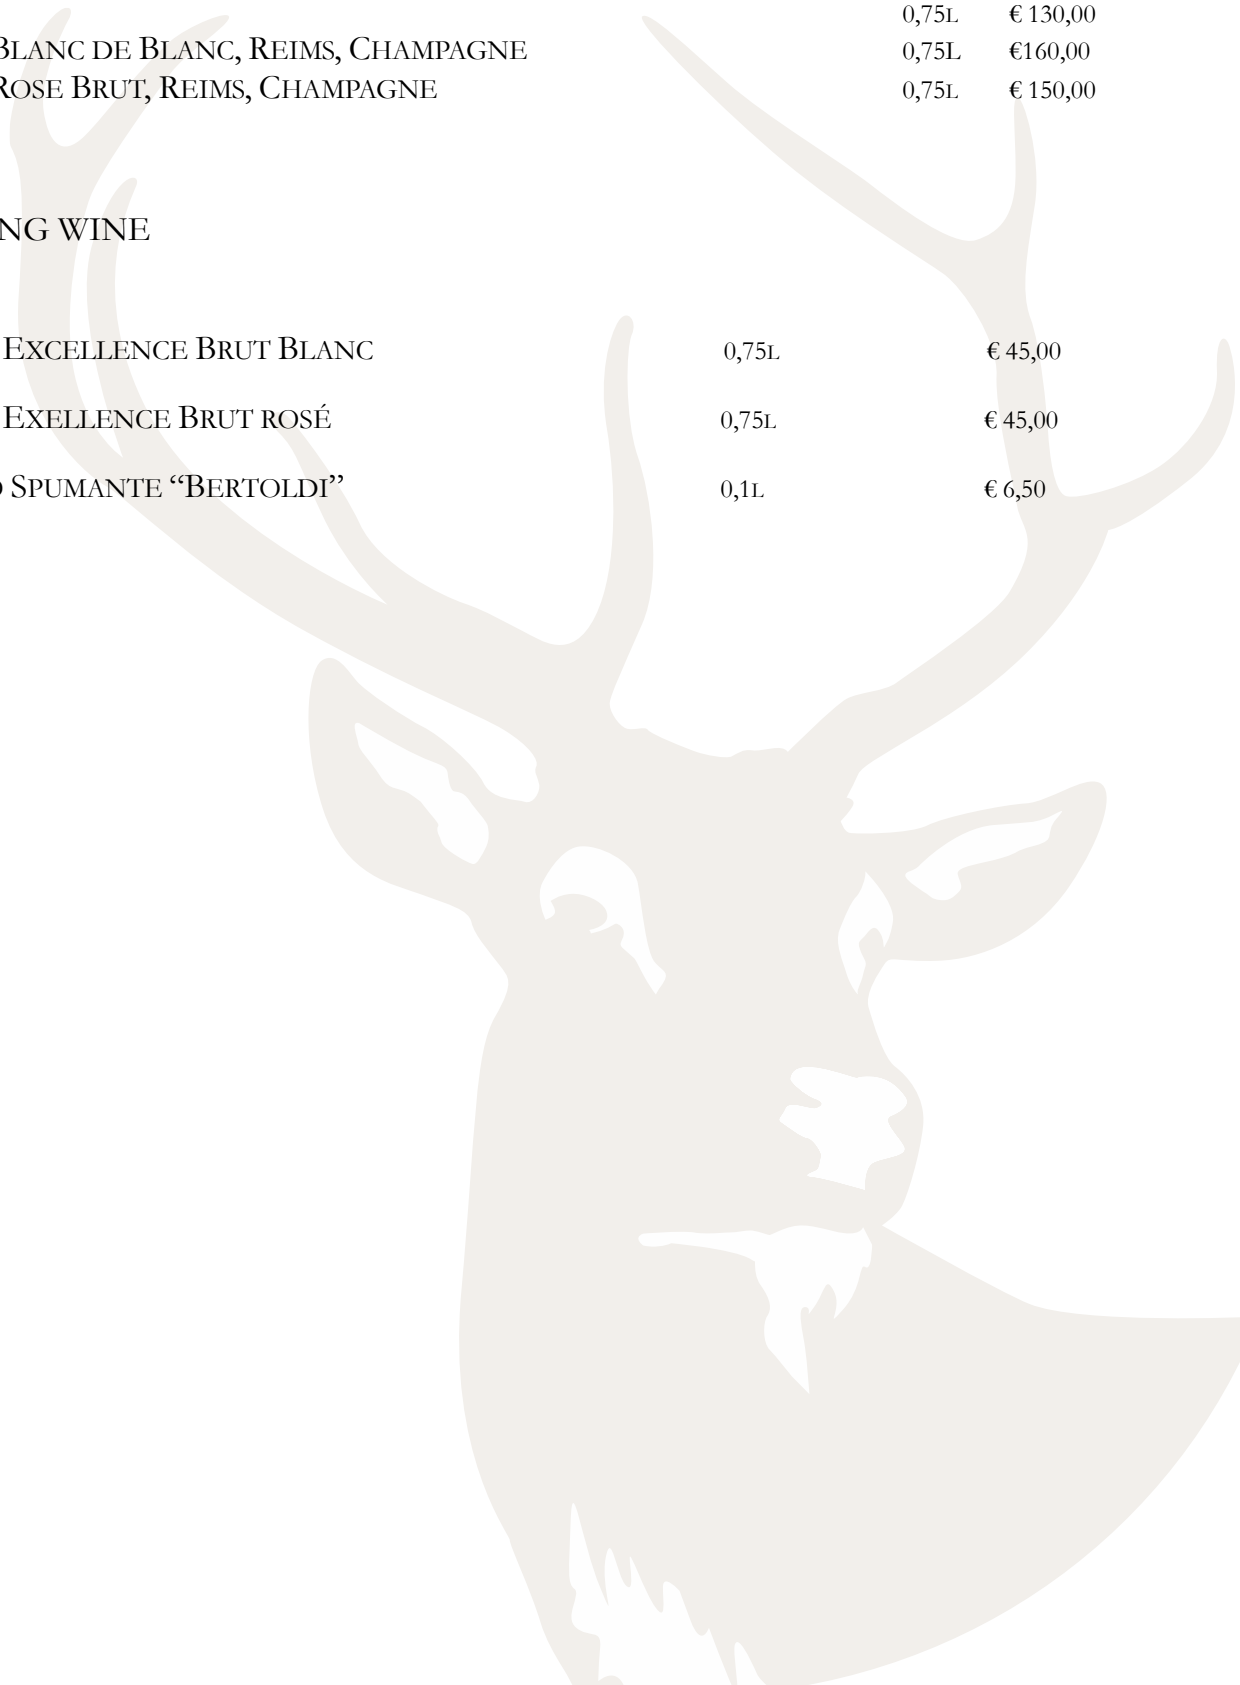 0,75L € 130,00
BLANC DE BLANC, REIMS, CHAMPAGNE 0,75L €160,00
ROSE BRUT, REIMS, CHAMPAGNE 0,75L € 150,00
NG WINE
EXCELLENCE BRUT BLANC 0,75L € 45,00
EXELLENCE BRUT ROSÉ 0,75L € 45,00
SPUMANTE “BERTOLDI” 0,1L € 6,50